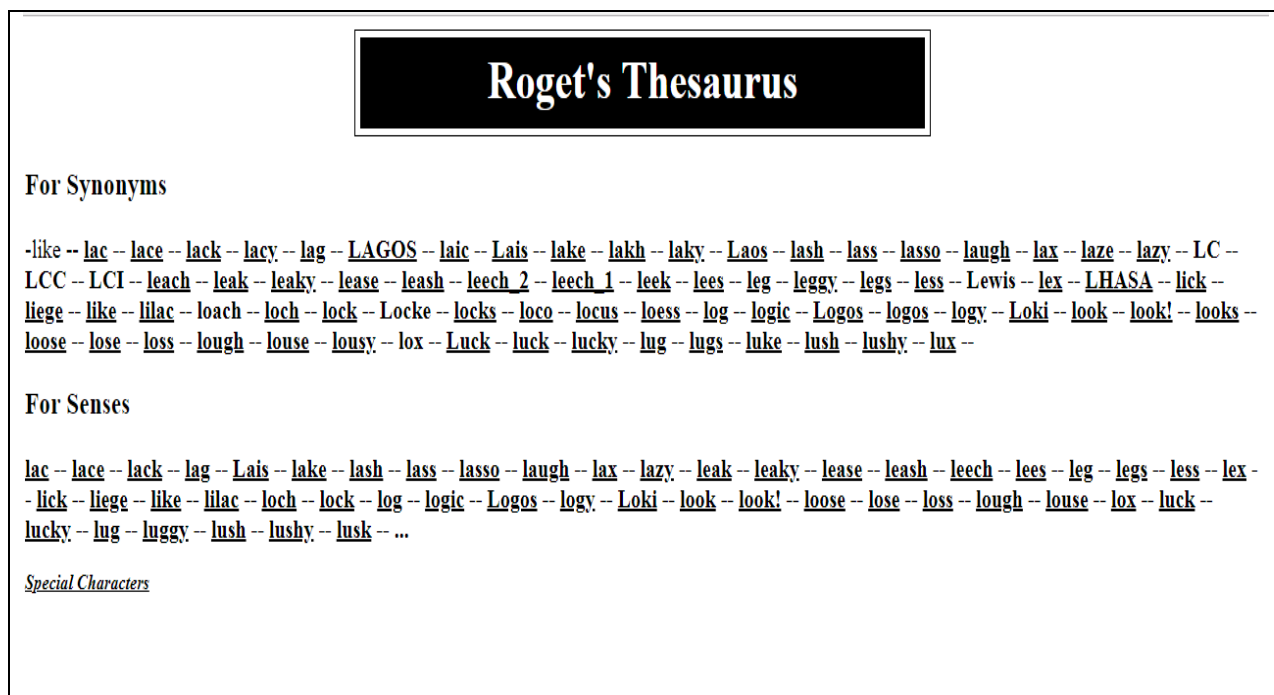 Roget's Thesaurus
For Synonyms
-like -- lac -- lace -- lack -- lacy -- lag -- LAGOS -- laic -- Lais -- lake -- lakh -- laky -- Laos -- lash -- lass -- lasso -- laugh -- lax -- laze -- lazy -- LC --
LCC -- LCI -- leach -- leak -- leaky -- lease -- leash -- leech_2 -- leech_1 -- leek -- lees -- leg -- leggy -- legs -- less -- Lewis -- lex -- LHASA -- lick --
liege -- like -- lilac -- loach -- loch -- lock -- Locke -- locks -- loco -- locus -- loess -- log -- logic -- Logos -- logos -- logy -- Loki -- look -- look! -- looks --
loose -- lose -- loss -- lough -- louse -- lousy -- lox -- Luck -- luck -- lucky -- lug -- lugs -- luke -- lush -- lushy -- lux --
For Senses
lac -- lace -- lack -- lag -- Lais -- lake -- lash -- lass -- lasso -- laugh -- lax -- lazy -- leak -- leaky -- lease -- leash -- leech -- lees -- leg -- legs -- less -- lex -
- lick -- liege -- like -- lilac -- loch -- lock -- log -- logic -- Logos -- logy -- Loki -- look -- look! -- loose -- lose -- loss -- lough -- louse -- lox -- luck --
lucky -- lug -- luggy -- lush -- lushy -- lusk -- ...
Special Characters